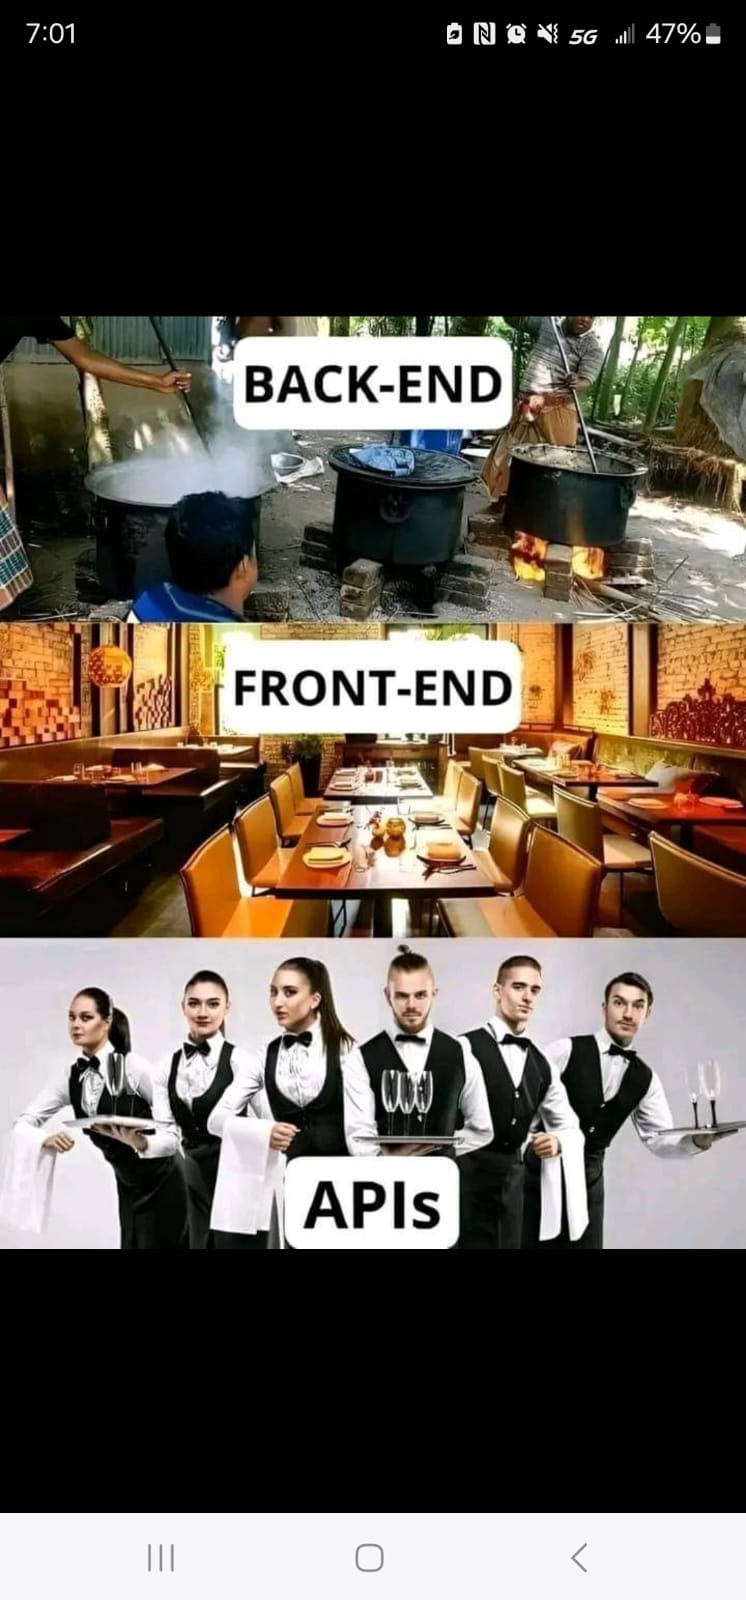 7:01
5G 47%
BACK-END
FRONT-END
APIs